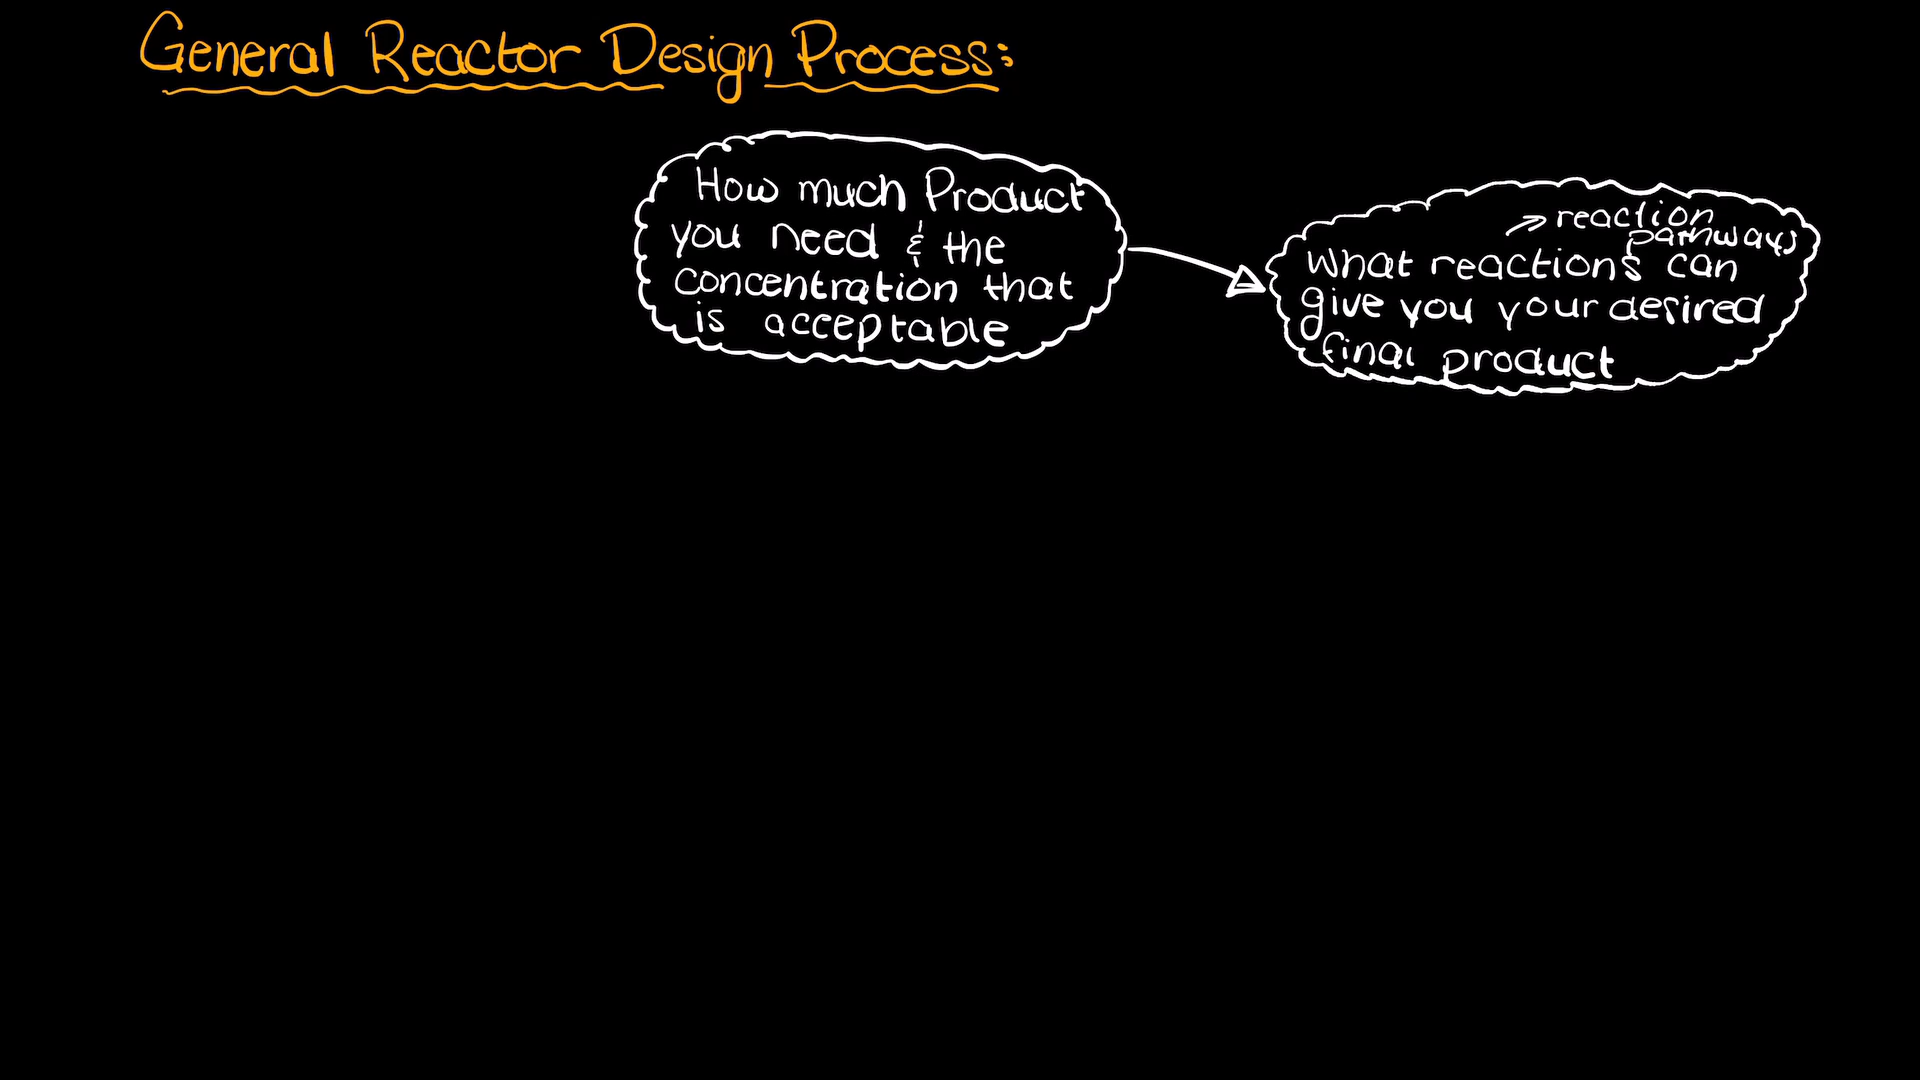 General Reactor Design Process:
How much Product
you need & the
concentration that
is acceptable
→ reaction
pathways
What reactions can
give you your desired
final product